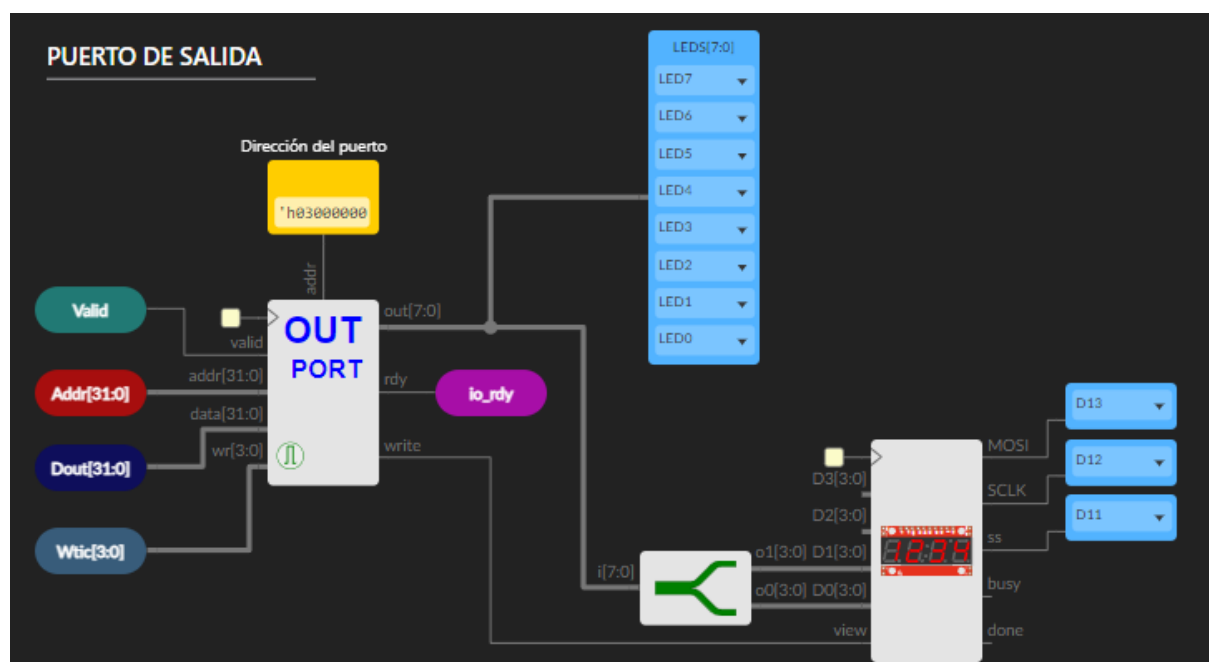 PUERTO DE SALIDA
LEDS[7:0]
LED7
LED6
LED5
LED4
LED3
LED2
LED1
LED0
Dirección del puerto
'h03000000
addr
Valid
Addr[31:0]
Dout[31:0]
Wtic[3:0]
valid
addr[31:0]
data[31:0]
wr[3:0]
OUT
PORT
out[7:0]
rdy
write
io_rdy
i[7:0]
o1[3:0]
o0[3:0]
D3[3:0]
D2[3:0]
D1[3:0]
D0[3:0]
view
1234
MOSI
SCLK
ss
busy
done
D13
D12
D11